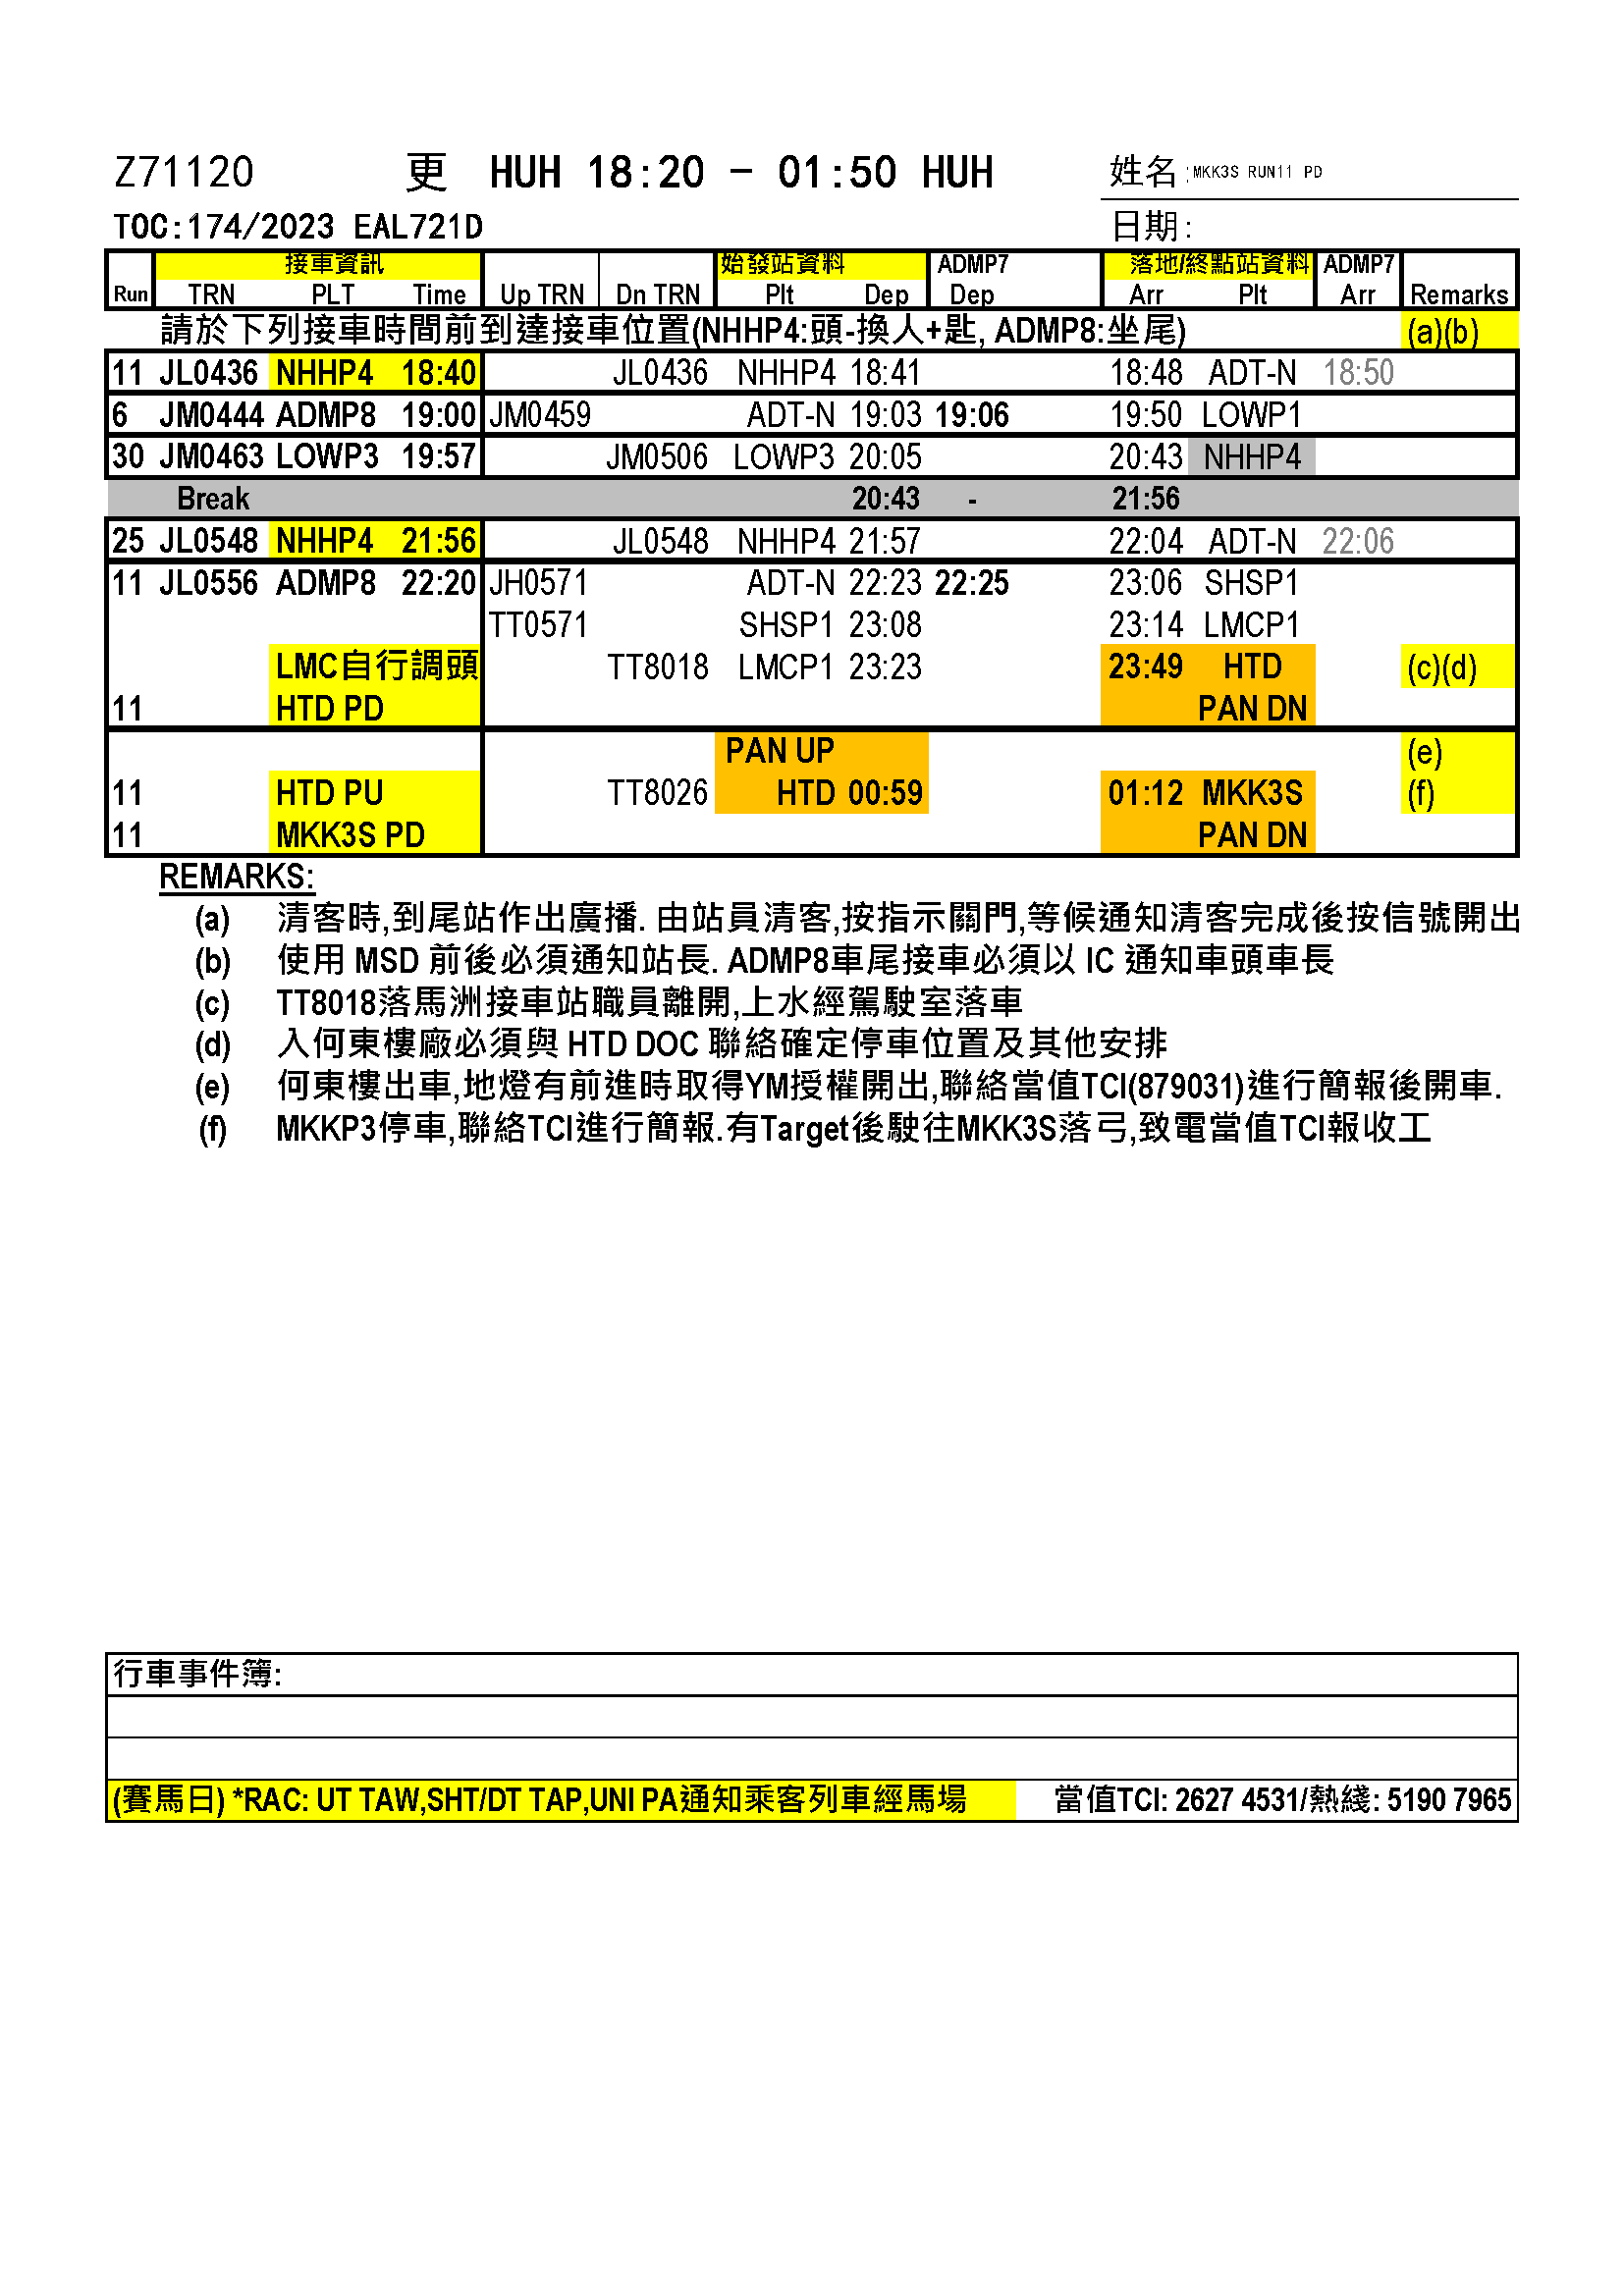 Z71120 更 HUH 18:20 - 01:50 HUH 姓名:MKK3S RUN11 PD
TOC:174/2023 EAL721D 日期:
接車資訊 始發站資料 ADMP7 落地/終點站資料 ADMP7
Run TRN PLT Time Up TRN Dn TRN Plt Dep Dep Arr Plt Arr Remarks
請於下列接車時間前到達接車位置(NHHP4:頭-換人+匙, ADMP8:坐尾) (a)(b)
11 JL0436 NHHP4 18:40 JL0436 NHHP4 18:41 18:48 ADT-N 18:50
6 JM0444 ADMP8 19:00 JM0459 ADT-N 19:03 19:06 19:50 LOWP1
30 JM0463 LOWP3 19:57 JM0506 LOWP3 20:05 20:43 NHHP4
Break 20:43 - 21:56
25 JL0548 NHHP4 21:56 JL0548 NHHP4 21:57 22:04 ADT-N 22:06
11 JL0556 ADMP8 22:20 JH0571 ADT-N 22:23 22:25 23:06 SHSP1
TT0571 SHSP1 23:08 23:14 LMCP1
LMC自行調頭 TT8018 LMCP1 23:23 23:49 HTD (c)(d)
11 HTD PD PAN DN
PAN UP (e)
11 HTD PU TT8026 HTD 00:59 01:12 MKK3S (f)
11 MKK3S PD PAN DN
REMARKS:
(a) 清客時,到尾站作出廣播. 由站員清客,按指示關門,等候通知清客完成後按信號開出
(b) 使用 MSD 前後必須通知站長. ADMP8車尾接車必須以 IC 通知車頭車長
(c) TT8018落馬洲接車站職員離開,上水經駕駛室落車
(d) 入何東樓廠必須與 HTD DOC 聯絡確定停車位置及其他安排
(e) 何東樓出車,地燈有前進時取得YM授權開出,聯絡當值TCI(879031)進行簡報後開車.
(f) MKKP3停車,聯絡TCI進行簡報.有Target後駛往MKK3S落弓,致電當值TCI報收工
行車事件簿:
(賽馬日) *RAC: UT TAW,SHT/DT TAP,UNI PA通知乘客列車經馬場 當值TCI: 2627 4531/熱綫: 5190 7965